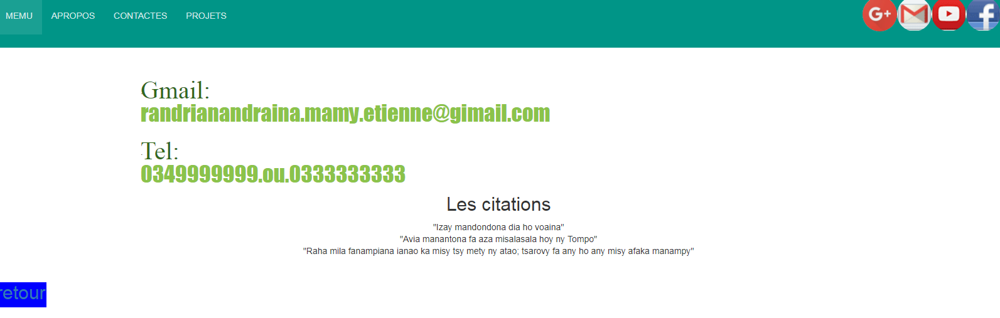 MEMU APROPOS CONTACTES PROJETS G+ M f
Gmail:
randrianandraina.mamy.etienne@gimail.com
Tel:
0349999999.ou.0333333333
Les citations
"Izay mandondona dia ho voaina"
"Avia manantona fa aza misalasala hoy ny Tompo"
"Raha mila fanampiana ianao ka misy tsy mety ny atao; tsarovy fa any ho any misy afaka manampy"
retour